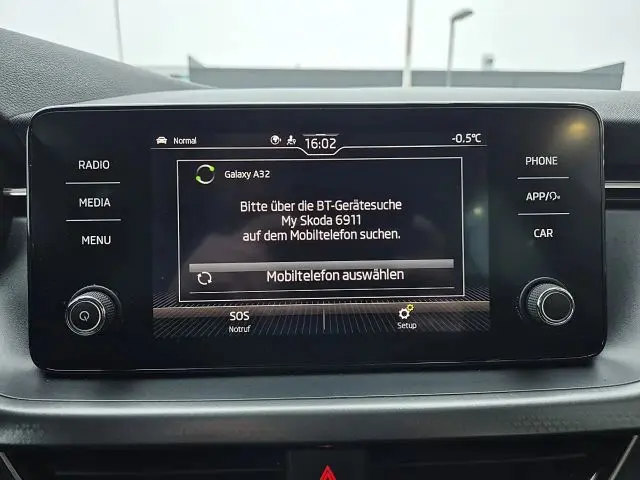 Normal
16:02
-0,5°C
RADIO
MEDIA
MENU
Galaxy A32
Bitte über die BT-Gerätesuche
My Skoda 6911
auf dem Mobiltelefon suchen.
Mobiltelefon auswählen
SOS
Notruf
Setup
PHONE
APP/
CAR